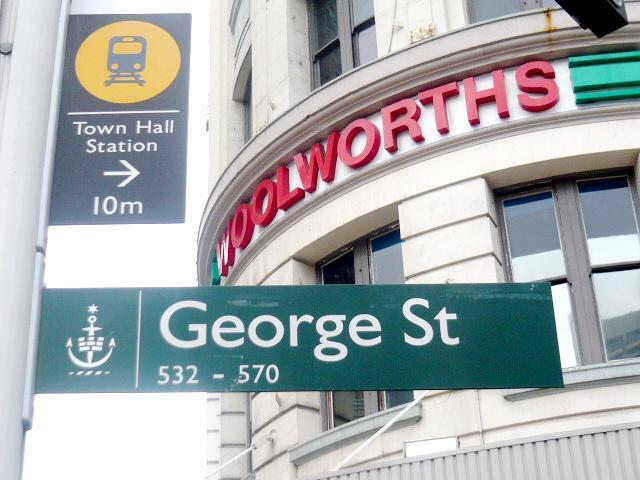 Town Hall
Station
10m
WOOLWORTHS
George St
532 - 570